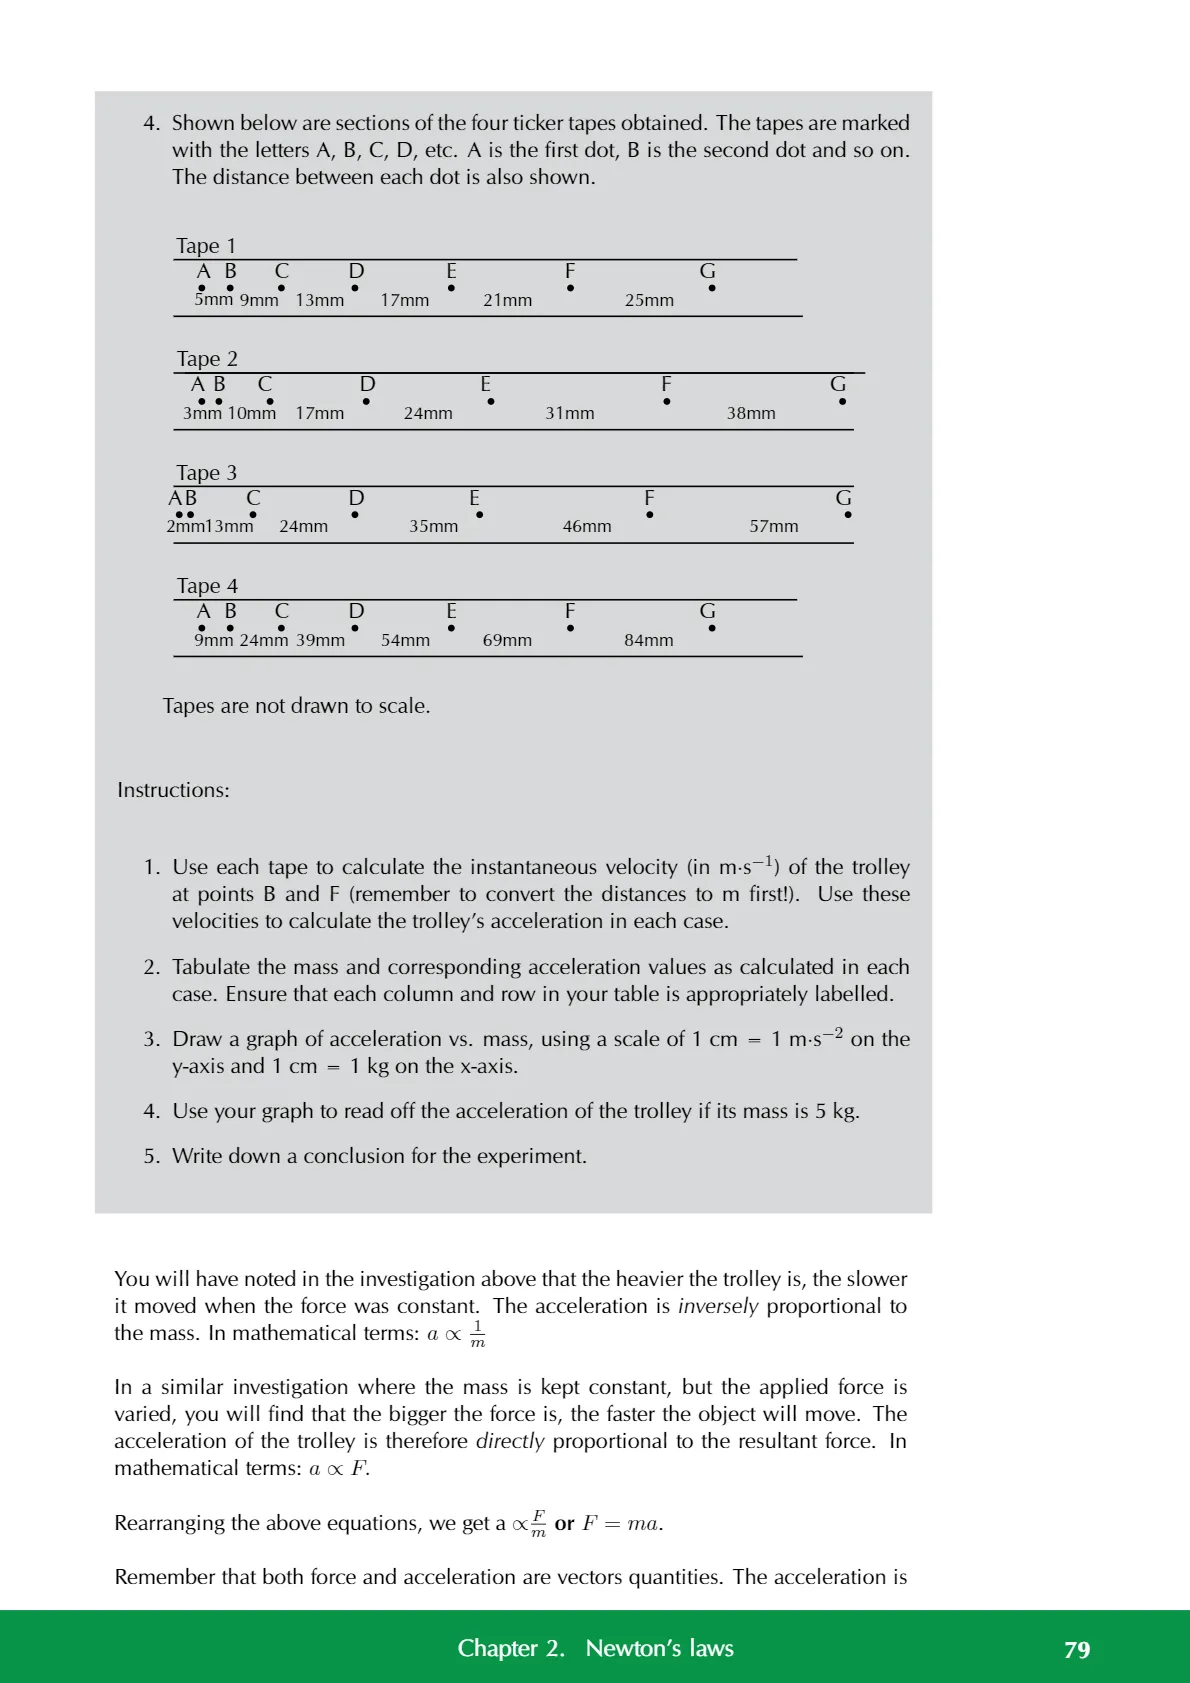 4. Shown below are sections of the four ticker tapes obtained. The tapes are marked
with the letters A, B, C, D, etc. A is the first dot, B is the second dot and so on.
The distance between each dot is also shown.
Tape 1
A B C D E F G
5mm 9mm 13mm 17mm 21mm 25mm
Tape 2
A B C D E F G
3mm 10mm 17mm 24mm 31mm 38mm
Tape 3
A B C D E F G
2mm 13mm 24mm 35mm 46mm 57mm
Tape 4
A B C D E F G
9mm 24mm 39mm 54mm 69mm 84mm
Tapes are not drawn to scale.
Instructions:
1. Use each tape to calculate the instantaneous velocity (in m·s⁻¹) of the trolley
at points B and F (remember to convert the distances to m first!). Use these
velocities to calculate the trolley's acceleration in each case.
2. Tabulate the mass and corresponding acceleration values as calculated in each
case. Ensure that each column and row in your table is appropriately labelled.
3. Draw a graph of acceleration vs. mass, using a scale of 1 cm = 1 m·s⁻² on the
y-axis and 1 cm = 1 kg on the x-axis.
4. Use your graph to read off the acceleration of the trolley if its mass is 5 kg.
5. Write down a conclusion for the experiment.
You will have noted in the investigation above that the heavier the trolley is, the slower
it moved when the force was constant. The acceleration is inversely proportional to
the mass. In mathematical terms: a ∝ 1/m
In a similar investigation where the mass is kept constant, but the applied force is
varied, you will find that the bigger the force is, the faster the object will move. The
acceleration of the trolley is therefore directly proportional to the resultant force. In
mathematical terms: a ∝ F.
Rearranging the above equations, we get a ∝ F/m or F = ma.
Remember that both force and acceleration are vectors quantities. The acceleration is
Chapter 2. Newton's laws 79